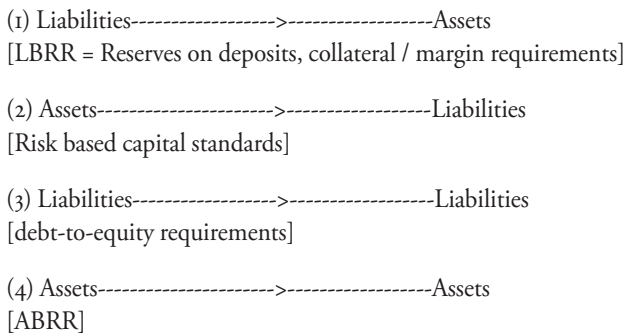 (1) Liabilities------------------>------------------Assets
[LBRR = Reserves on deposits, collateral / margin requirements]
(2) Assets---------------------->------------------Liabilities
[Risk based capital standards]
(3) Liabilities------------------>------------------Liabilities
[debt-to-equity requirements]
(4) Assets---------------------->------------------Assets
[ABRR]